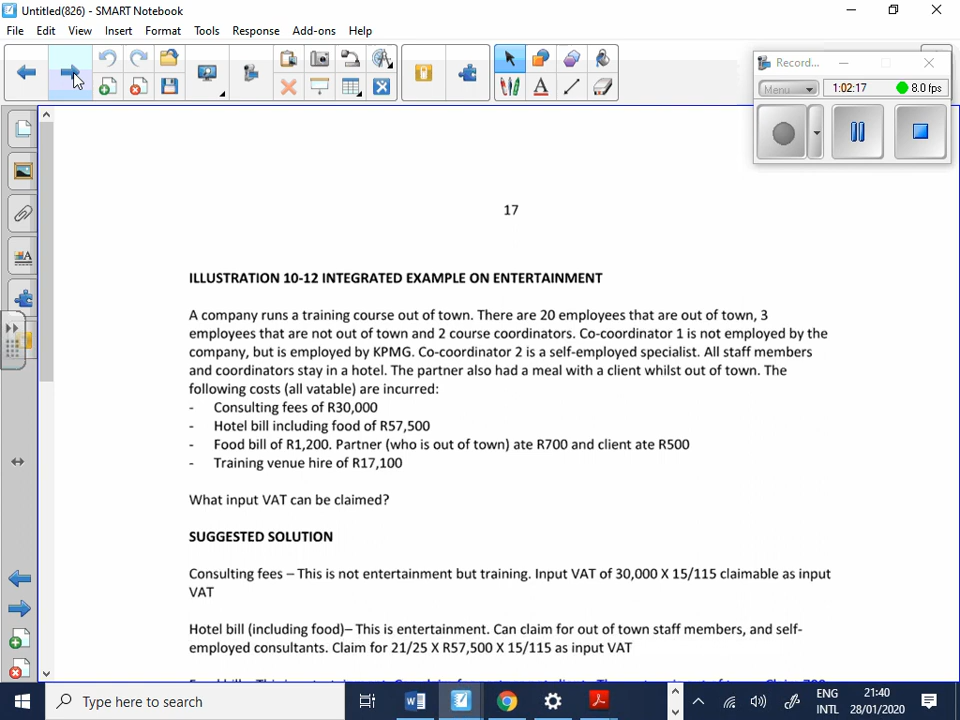 Untitled(826) - SMART Notebook
File Edit View Insert Format Tools Response Add-ons Help
Record...
Menu 1:02:17 8.0 fps
17
ILLUSTRATION 10-12 INTEGRATED EXAMPLE ON ENTERTAINMENT
A company runs a training course out of town. There are 20 employees that are out of town, 3
employees that are not out of town and 2 course coordinators. Co-coordinator 1 is not employed by the
company, but is employed by KPMG. Co-coordinator 2 is a self-employed specialist. All staff members
and coordinators stay in a hotel. The partner also had a meal with a client whilst out of town. The
following costs (all vatable) are incurred:
- Consulting fees of R30,000
- Hotel bill including food of R57,500
- Food bill of R1,200. Partner (who is out of town) ate R700 and client ate R500
- Training venue hire of R17,100
What input VAT can be claimed?
SUGGESTED SOLUTION
Consulting fees – This is not entertainment but training. Input VAT of 30,000 X 15/115 claimable as input
VAT
Hotel bill (including food)– This is entertainment. Can claim for out of town staff members, and self-
employed consultants. Claim for 21/25 X R57,500 X 15/115 as input VAT
Type here to search
ENG
INTL
21:40
28/01/2020